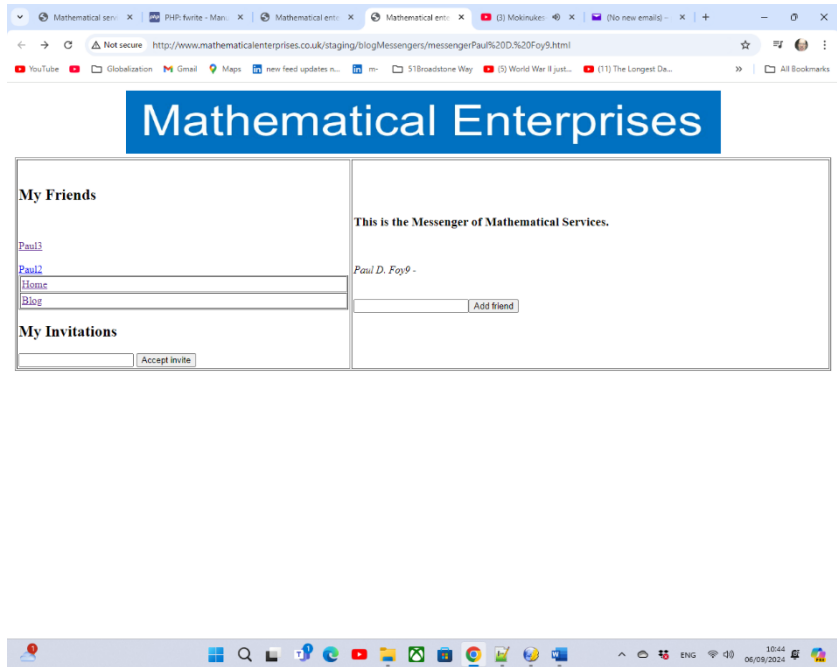 Mathematical serv
PHP: fwrite - Manu
Mathematical ente
Mathematical ente
(3) Mokinukes
(No new emails) -
Not secure
http://www.mathematicalenterprises.co.uk/staging/blogMessengers/messengerPaul%20D.%20Foy9.html
YouTube
Globalization
Gmail
Maps
new feed updates n...
m-
51Broadstone Way
(5) World War II just...
(11) The Longest Da...
»
All Bookmarks
Mathematical Enterprises
My Friends
This is the Messenger of Mathematical Services.
Paul3
Paul2
Paul D. Foy9 -
Home
Blog
Add friend
My Invitations
Accept invite
ENG
10:44
06/09/2024